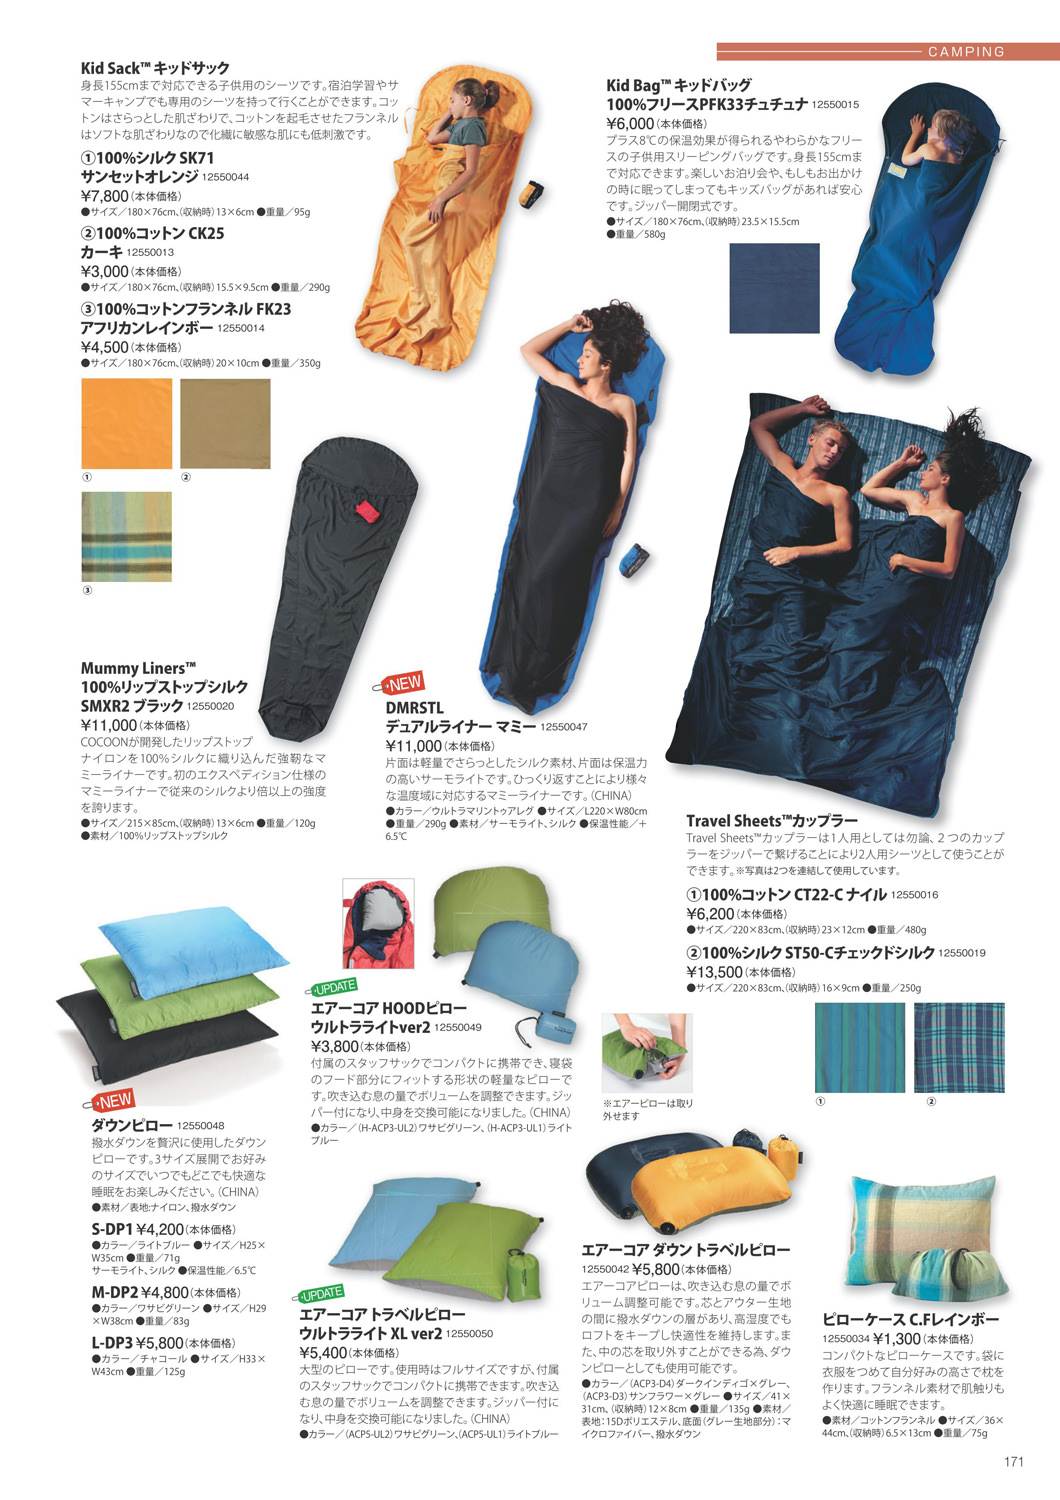 CAMPING
Kid Sack™ キッドサック
身長155cmまで対応できる子供用のシーツです。宿泊学習やサ
マーキャンプでも専用のシーツを持って行くことができます。コッ
トンはさらっとした肌ざわりで、コットンを起毛させたフランネル
はソフトな肌ざわりなので化繊に敏感な肌にも低刺激です。
①100%シルク SK71
サンセットオレンジ 12550044
¥7,800(本体価格)
●サイズ／180×76cm、(収納時)13×6cm ●重量／95g
②100%コットン CK25
カーキ 12550013
¥3,000(本体価格)
●サイズ／180×76cm、(収納時)15.5×9.5cm ●重量／290g
③100%コットンフランネル FK23
アフリカンレインボー 12550014
¥4,500(本体価格)
●サイズ／180×76cm、(収納時)20×10cm ●重量／350g
①
②
③
Kid Bag™ キッドバッグ
100%フリースPFK33チュチュナ 12550015
¥6,000(本体価格)
プラス8℃の保温効果が得られるやわらかなフリー
スの子供用スリーピングバッグです。身長155cmま
で対応できます。楽しいお泊り会や、もしもお出かけ
の時に眠ってしまってもキッズバッグがあれば安心
です。ジッパー開閉式です。
●サイズ／180×76cm、(収納時)23.5×15.5cm
●重量／580g
Mummy Liners™
100%リップストップシルク
SMXR2 ブラック 12550020
¥11,000(本体価格)
COCOONが開発したリップストップ
ナイロンを100%シルクに織り込んだ強靭なマ
ミーライナーです。初のエクスペディション仕様の
マミーライナーで従来のシルクより倍以上の強度
を誇ります。
●サイズ／215×85cm、(収納時)13×6cm ●重量／120g
●素材／100%リップストップシルク
NEW
DMRSTL
デュアルライナー マミー 12550047
¥11,000(本体価格)
片面は軽量でさらっとしたシルク素材、片面は保温力
の高いサーモライトです。ひっくり返すことにより様々
な温度域に対応するマミーライナーです。(CHINA)
●カラー／ウルトラマリントゥアレグ ●サイズ／L220×W80cm
●重量／290g ●素材／サーモライト、シルク ●保温性能／＋
6.5℃
Travel Sheets™カップラー
Travel Sheets™カップラーは1人用としては勿論、２つのカップ
ラーをジッパーで繋げることにより2人用シーツとして使うことが
できます。※写真は2つを連結して使用しています。
①100%コットン CT22-C ナイル 12550016
¥6,200(本体価格)
●サイズ／220×83cm、(収納時)23×12cm ●重量／480g
②100%シルク ST50-Cチェックドシルク 12550019
¥13,500(本体価格)
●サイズ／220×83cm、(収納時)16×9cm ●重量／250g
①
②
NEW
ダウンピロー 12550048
撥水ダウンを贅沢に使用したダウン
ピローです。3サイズ展開でお好み
のサイズでいつでもどこでも快適な
睡眠をお楽しみください。(CHINA)
●素材／表地:ナイロン、撥水ダウン
S-DP1 ¥4,200(本体価格)
●カラー／ライトブルー ●サイズ／H25×
W35cm ●重量／71g
サーモライト、シルク ●保温性能／6.5℃
M-DP2 ¥4,800(本体価格)
●カラー／ワサビグリーン ●サイズ／H29
×W38cm ●重量／83g
L-DP3 ¥5,800(本体価格)
●カラー／チャコール ●サイズ／H33×
W43cm ●重量／125g
UPDATE
エアーコア HOODピロー
ウルトラライトver2 12550049
¥3,800(本体価格)
付属のスタッフサックでコンパクトに携帯でき、寝袋
のフード部分にフィットする形状の軽量なピローで
す。吹き込む息の量でボリュームを調整できます。ジッ
パー付になり、中身を交換可能になりました。(CHINA)
●カラー／(H-ACP3-UL2)ワサビグリーン、(H-ACP3-UL1)ライト
ブルー
UPDATE
エアーコア トラベルピロー
ウルトラライト XL ver2 12550050
¥5,400(本体価格)
大型のピローです。使用時はフルサイズですが、付属
のスタッフサックでコンパクトに携帯できます。吹き込
む息の量でボリュームを調整できます。ジッパー付に
なり、中身を交換可能になりました。(CHINA)
●カラー／(ACP5-UL2)ワサビグリーン、(ACP5-UL1)ライトブルー
※エアーピローは取り
外せます
エアーコア ダウン トラベルピロー
12550042 ¥5,800(本体価格)
エアーコアピローは、吹き込む息の量でボ
リューム調整可能です。芯とアウター生地
の間に撥水ダウンの層があり、高湿度でも
ロフトをキープし快適性を維持します。ま
た、中の芯を取り外すことができる為、ダウ
ンピローとしても使用可能です。
●カラー／(ACP3-D4)ダークインディゴ×グレー、
(ACP3-D3)サンフラワー×グレー ●サイズ／41×
31cm、(収納時)12×8cm ●重量／135g ●素材／
表地:15Dポリエステル、底面(グレー生地部分):マ
イクロファイバー、撥水ダウン
ピローケース C.Fレインボー
12550034 ¥1,300(本体価格)
コンパクトなピローケースです。袋に
衣服をつめて自分好みの高さで枕を
作ります。フランネル素材で肌触りも
よく快適に睡眠できます。
●素材／コットンフランネル ●サイズ／36×
44cm、(収納時)6.5×13cm ●重量／75g
171